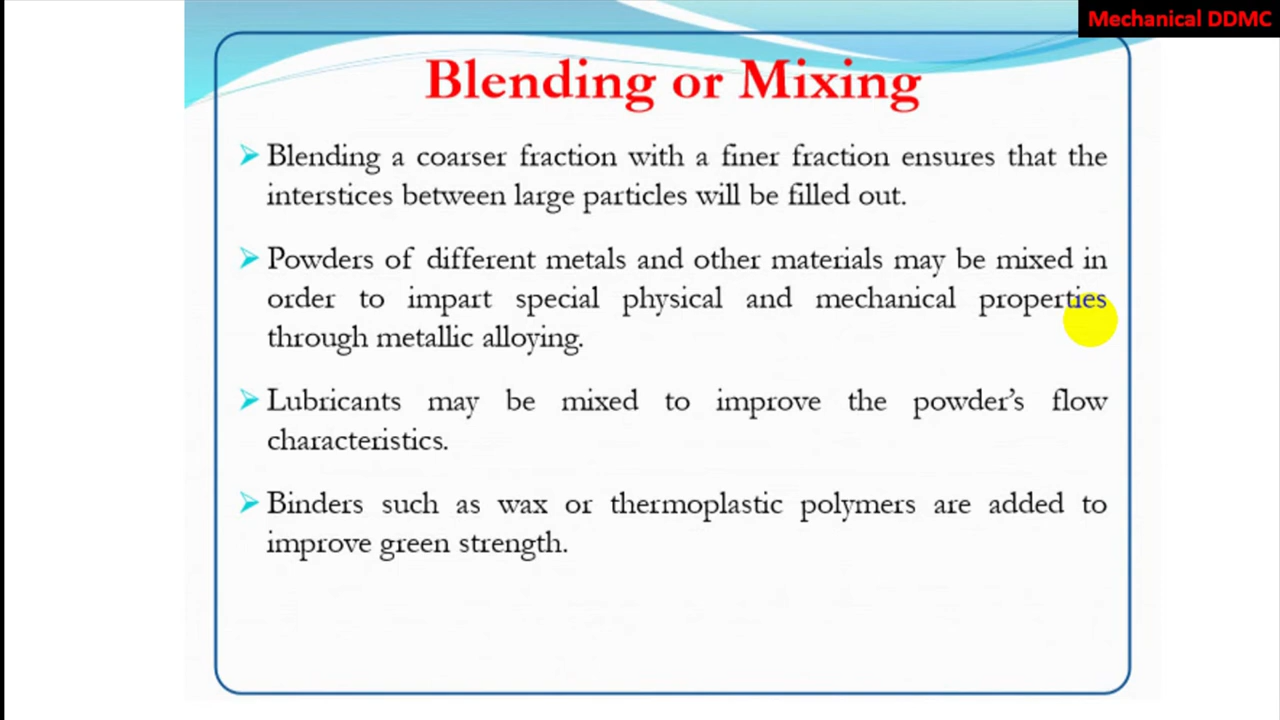 Mechanical DDMC
Blending or Mixing
Blending a coarser fraction with a finer fraction ensures that the
interstices between large particles will be filled out.
Powders of different metals and other materials may be mixed in
order to impart special physical and mechanical properties
through metallic alloying.
Lubricants may be mixed to improve the powder’s flow
characteristics.
Binders such as wax or thermoplastic polymers are added to
improve green strength.